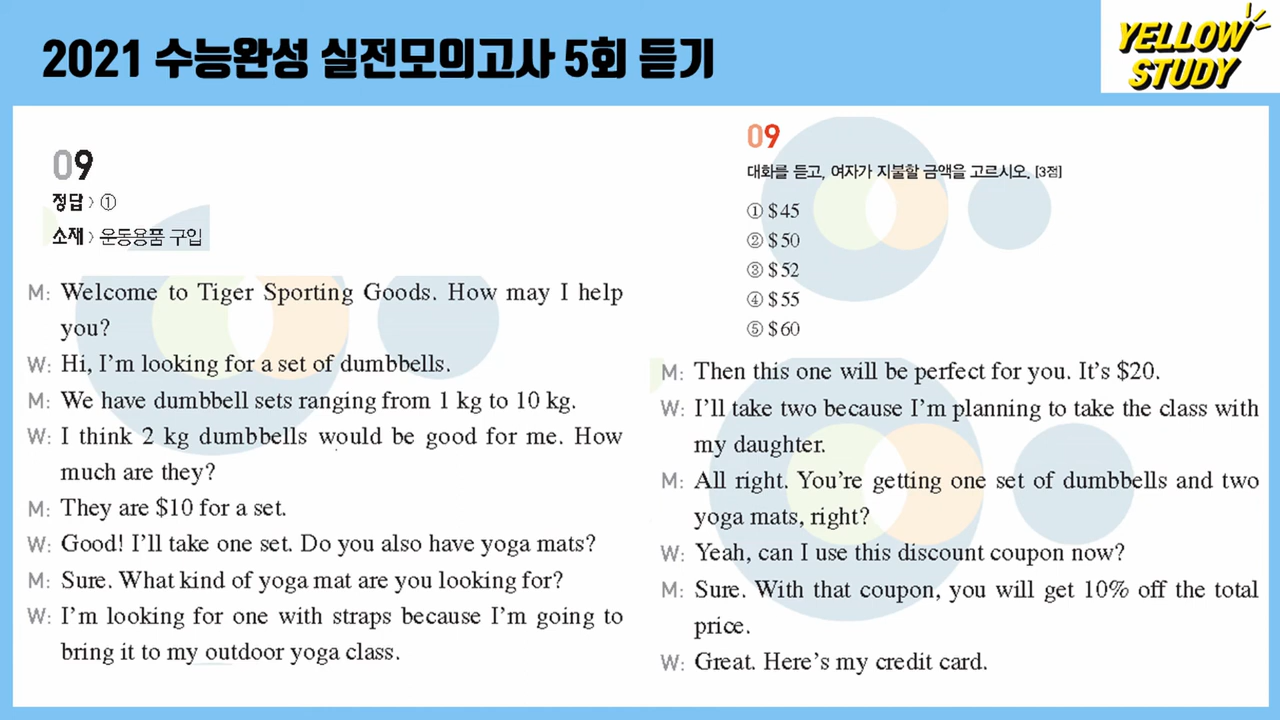 2021 수능완성 실전모의고사 5회 듣기
YELLOW
STUDY
09
정답 > ①
소재 > 운동용품 구입
M: Welcome to Tiger Sporting Goods. How may I help
you?
W: Hi, I'm looking for a set of dumbbells.
M: We have dumbbell sets ranging from 1 kg to 10 kg.
W: I think 2 kg dumbbells would be good for me. How
much are they?
M: They are $10 for a set.
W: Good! I'll take one set. Do you also have yoga mats?
M: Sure. What kind of yoga mat are you looking for?
W: I'm looking for one with straps because I'm going to
bring it to my outdoor yoga class.
09
대화를 듣고, 여자가 지불할 금액을 고르시오. [3점]
① $45
② $50
③ $52
④ $55
⑤ $60
M: Then this one will be perfect for you. It's $20.
W: I'll take two because I'm planning to take the class with
my daughter.
M: All right. You're getting one set of dumbbells and two
yoga mats, right?
W: Yeah, can I use this discount coupon now?
M: Sure. With that coupon, you will get 10% off the total
price.
W: Great. Here's my credit card.